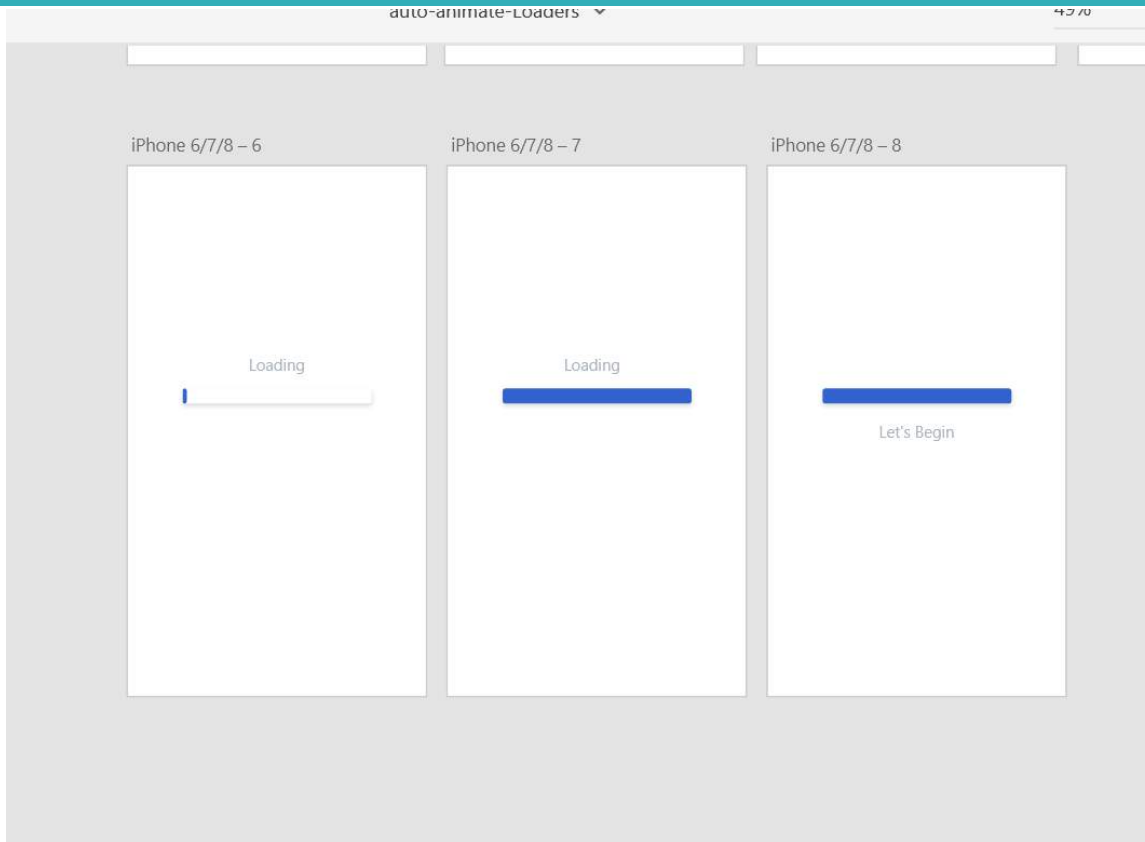 auto-animate-Loaders
49%
iPhone 6/7/8 – 6
iPhone 6/7/8 – 7
iPhone 6/7/8 – 8
Loading
Loading
Let's Begin